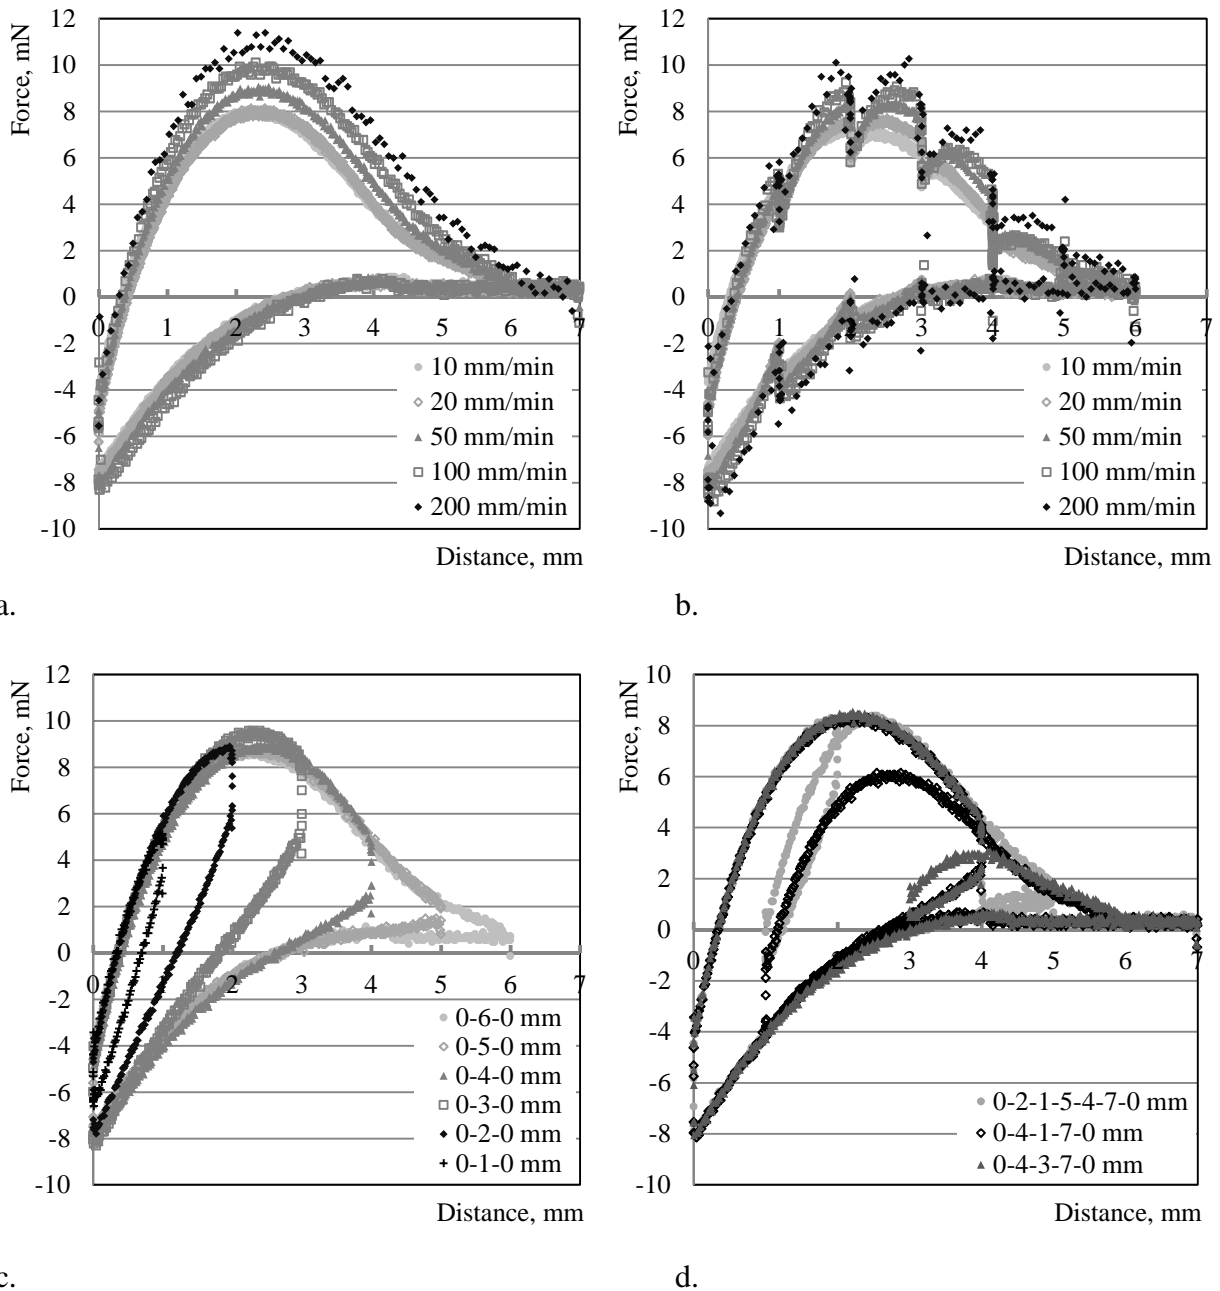 Force, mN
12
10
8
6
4
2
0
-2
-4
-6
-8
-10
0 1 2 3 4 5 6 7
10 mm/min
20 mm/min
50 mm/min
100 mm/min
200 mm/min
Distance, mm
a.
Force, mN
12
10
8
6
4
2
0
-2
-4
-6
-8
-10
0 1 2 3 4 5 6 7
10 mm/min
20 mm/min
50 mm/min
100 mm/min
200 mm/min
Distance, mm
b.
Force, mN
12
10
8
6
4
2
0
-2
-4
-6
-8
-10
0 1 2 3 4 5 6 7
0-6-0 mm
0-5-0 mm
0-4-0 mm
0-3-0 mm
0-2-0 mm
0-1-0 mm
Distance, mm
c.
Force, mN
10
8
6
4
2
0
-2
-4
-6
-8
-10
0 1 2 3 4 5 6 7
0-2-1-5-4-7-0 mm
0-4-1-7-0 mm
0-4-3-7-0 mm
Distance, mm
d.